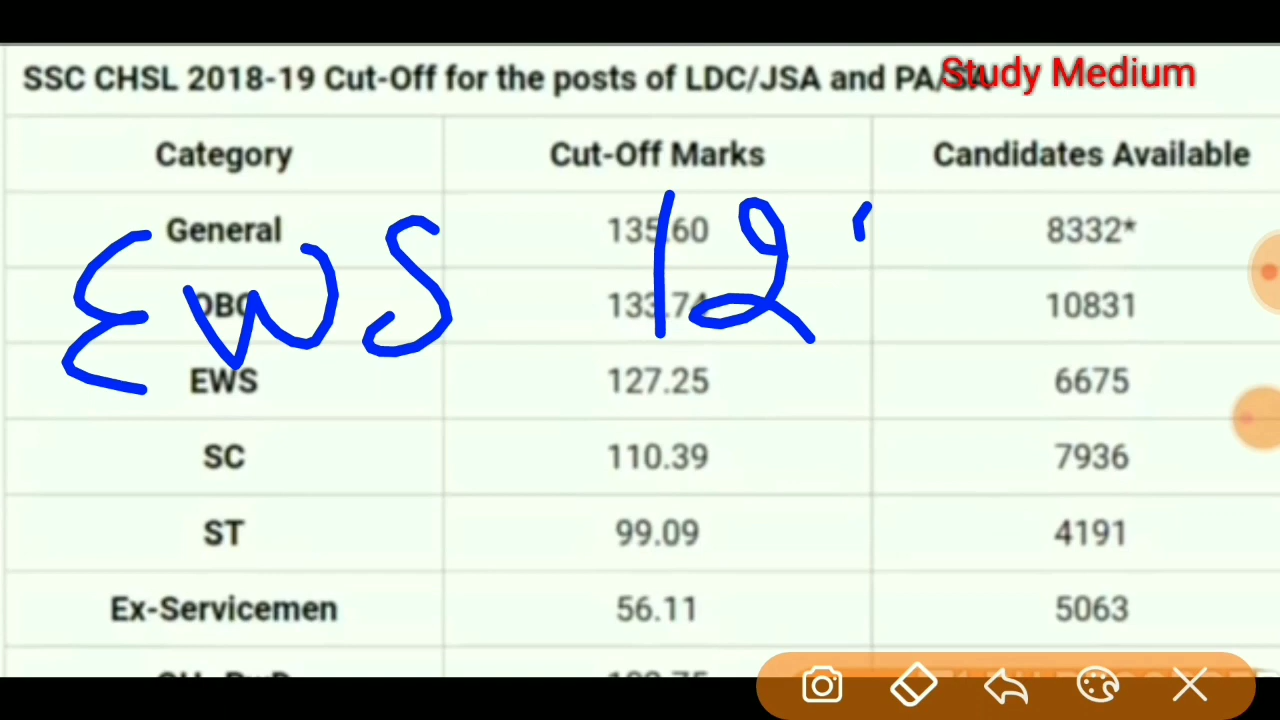 SSC CHSL 2018-19 Cut-Off for the posts of LDC/JSA and PA/SA
Study Medium
Category Cut-Off Marks Candidates Available
General 135.60 8332*
OBC 133.74 10831
EWS 12
EWS 127.25 6675
SC 110.39 7936
ST 99.09 4191
Ex-Servicemen 56.11 5063